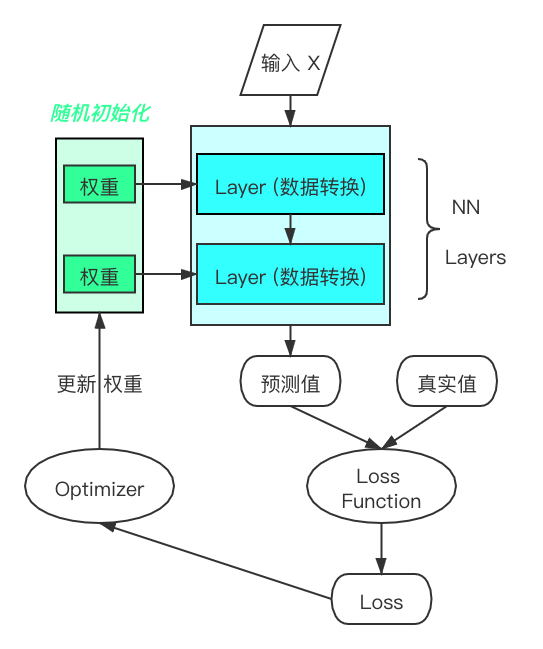 输入 X
随机初始化
权重
Layer (数据转换)
NN
权重
Layer (数据转换)
Layers
更新 权重
预测值
真实值
Optimizer
Loss
Function
Loss